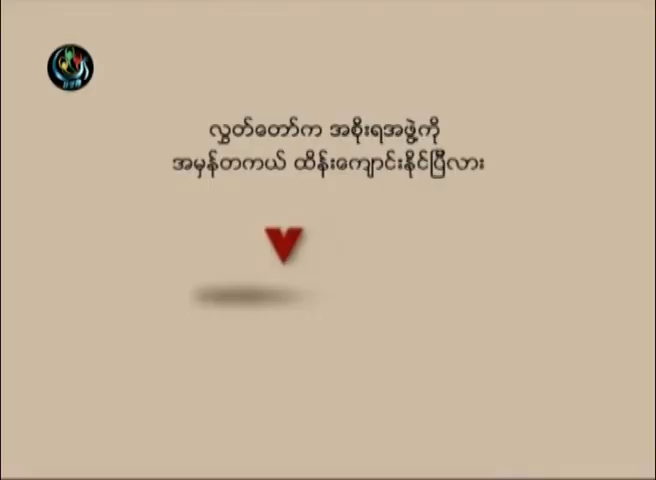 လွှတ်တော်က အစိုးရအဖွဲ့ကို
အမှန်တကယ် ထိန်းကျောင်းနိုင်ပြီလား